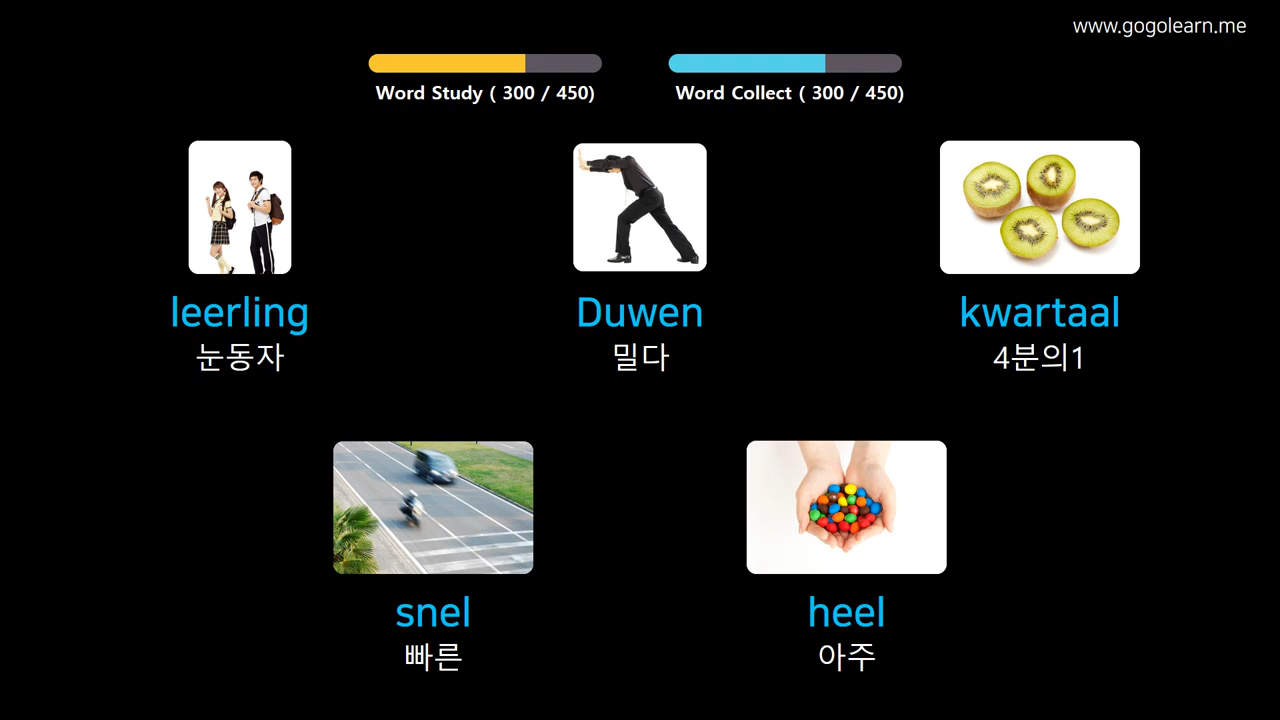 www.gogolearn.me
Word Study ( 300 / 450)
Word Collect ( 300 / 450)
leerling
눈동자
Duwen
밀다
kwartaal
4분의1
snel
빠른
heel
아주